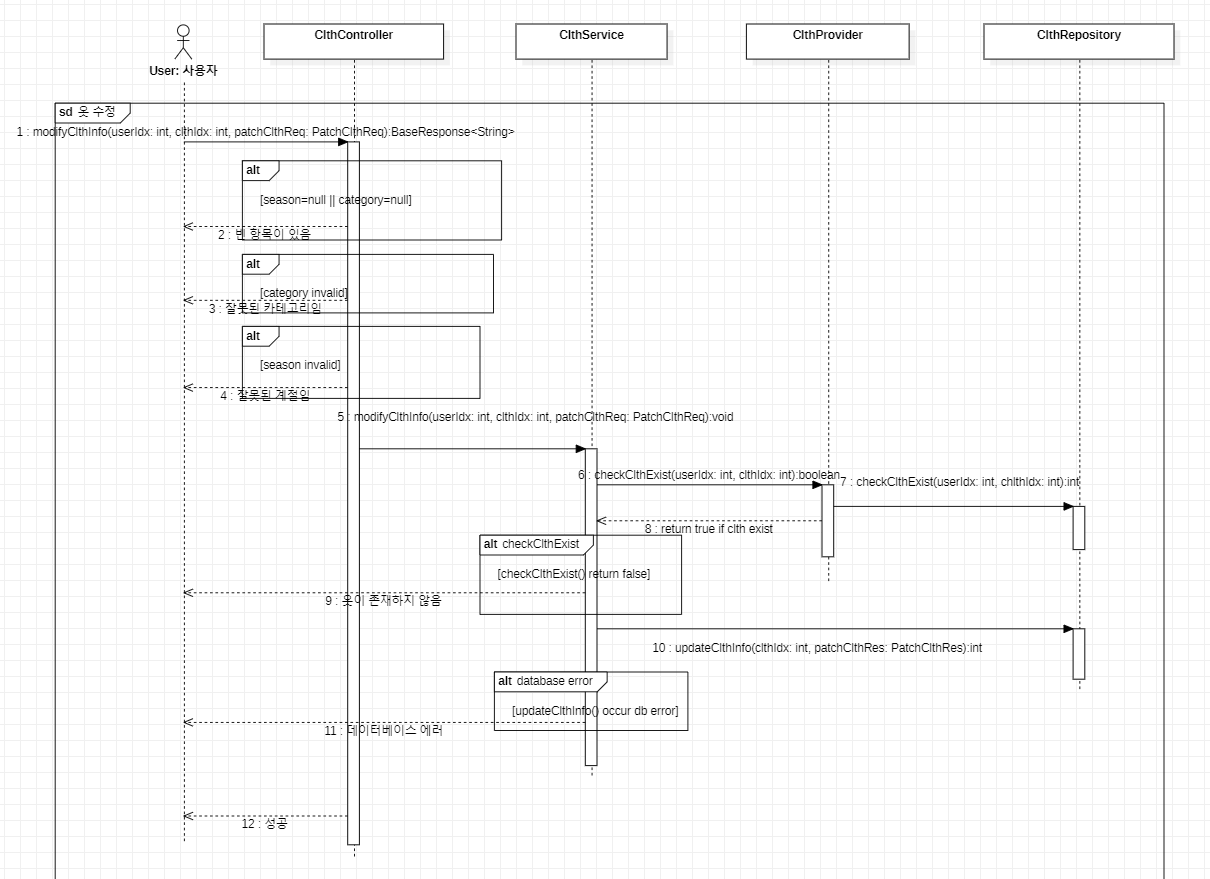 ClthController
ClthService
ClthProvider
ClthRepository
User: 사용자
sd 옷 수정
1 : modifyClthInfo(userIdx: int, clthIdx: int, patchClthReq: PatchClthReq):BaseResponse<String>
alt
[season=null || category=null]
2 : 빈 항목이 있음
alt
[category invalid]
3 : 잘못된 카테고리임
alt
[season invalid]
4 : 잘못된 계절임
5 : modifyClthInfo(userIdx: int, clthIdx: int, patchClthReq: PatchClthReq):void
6 : checkClthExist(userIdx: int, clthIdx: int):boolean
7 : checkClthExist(userIdx: int, chlthIdx: int):int
8 : return true if clth exist
alt checkClthExist
[checkClthExist() return false]
9 : 옷이 존재하지 않음
10 : updateClthInfo(clthIdx: int, patchClthRes: PatchClthRes):int
alt database error
[updateClthInfo() occur db error]
11 : 데이터베이스 에러
12 : 성공